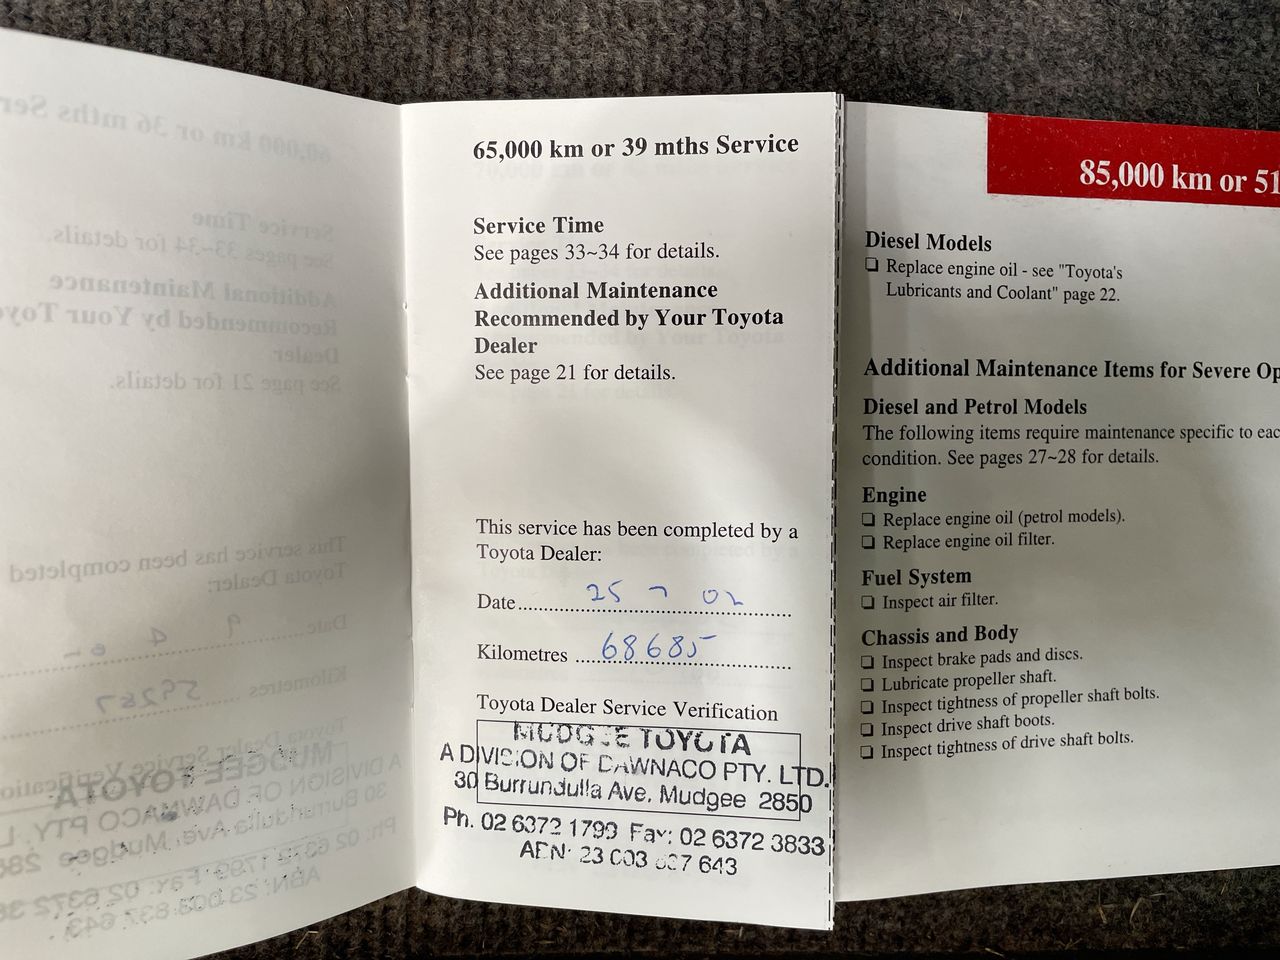 65,000 km or 39 mths Service
Service Time
See pages 33~34 for details.
Additional Maintenance
Recommended by Your Toyota
Dealer
See page 21 for details.
This service has been completed by a
Toyota Dealer:
Date 25 7 02
Kilometres 68685
Toyota Dealer Service Verification
MUDGEE TOYOTA
A DIVISION OF DAWNACO PTY. LTD.
30 Burrundulla Ave, Mudgee 2850
Ph. 02 6372 1799 Fax: 02 6372 3833
ABN: 23 003 837 643
85,000 km or 51
Diesel Models
❏ Replace engine oil - see "Toyota's
Lubricants and Coolant" page 22.
Additional Maintenance Items for Severe Op
Diesel and Petrol Models
The following items require maintenance specific to eac
condition. See pages 27~28 for details.
Engine
❏ Replace engine oil (petrol models).
❏ Replace engine oil filter.
Fuel System
❏ Inspect air filter.
Chassis and Body
❏ Inspect brake pads and discs.
❏ Lubricate propeller shaft.
❏ Inspect tightness of propeller shaft bolts.
❏ Inspect drive shaft boots.
❏ Inspect tightness of drive shaft bolts.